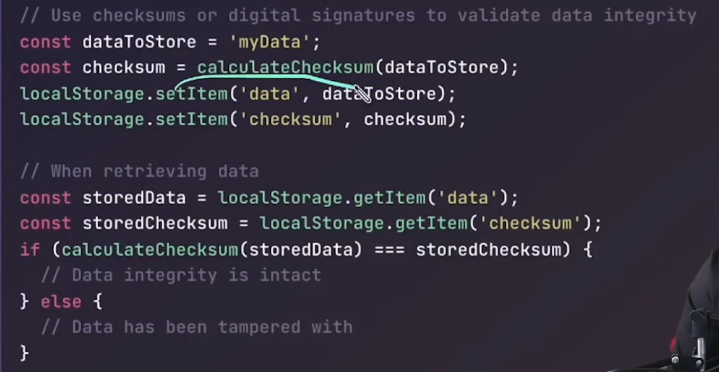 // Use checksums or digital signatures to validate data integrity
const dataToStore = 'myData';
const checksum = calculateChecksum(dataToStore);
localStorage.setItem('data', dataToStore);
localStorage.setItem('checksum', checksum);
// When retrieving data
const storedData = localStorage.getItem('data');
const storedChecksum = localStorage.getItem('checksum');
if (calculateChecksum(storedData) === storedChecksum) {
// Data integrity is intact
} else {
// Data has been tampered with
}